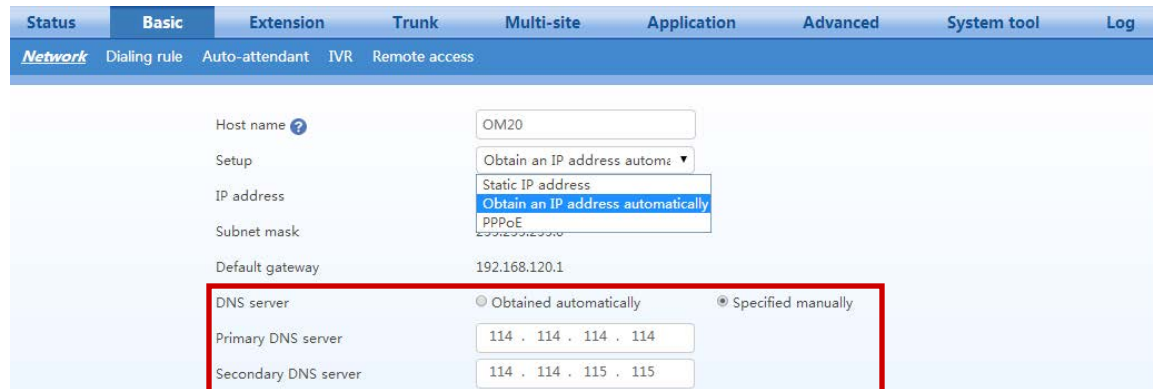 Status Basic Extension Trunk Multi-site Application Advanced System tool Log
Network Dialing rule Auto-attendant IVR Remote access
Host name ? OM20
Setup Obtain an IP address automa
Static IP address
IP address
Obtain an IP address automatically
PPPoE
Subnet mask
Default gateway 192.168.120.1
DNS server Obtained automatically Specified manually
Primary DNS server 114 . 114 . 114 . 114
Secondary DNS server 114 . 114 . 115 . 115